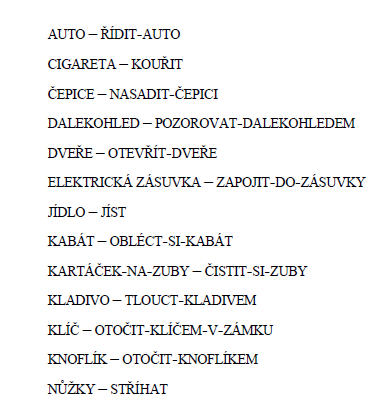 AUTO – ŘÍDIT-AUTO
CIGARETA – KOUŘIT
ČEPICE – NASADIT-ČEPICI
DALEKOHLED – POZOROVAT-DALEKOHLEDEM
DVEŘE – OTEVŘÍT-DVEŘE
ELEKTRICKÁ ZÁSUVKA – ZAPOJIT-DO-ZÁSUVKY
JÍDLO – JÍST
KABÁT – OBLÉCT-SI-KABÁT
KARTÁČEK-NA-ZUBY – ČISTIT-SI-ZUBY
KLADIVO – TLOUCT-KLADIVEM
KLÍČ – OTOČIT-KLÍČEM-V-ZÁMKU
KNOFLÍK – OTOČIT-KNOFLÍKEM
NŮŽKY – STŘÍHAT